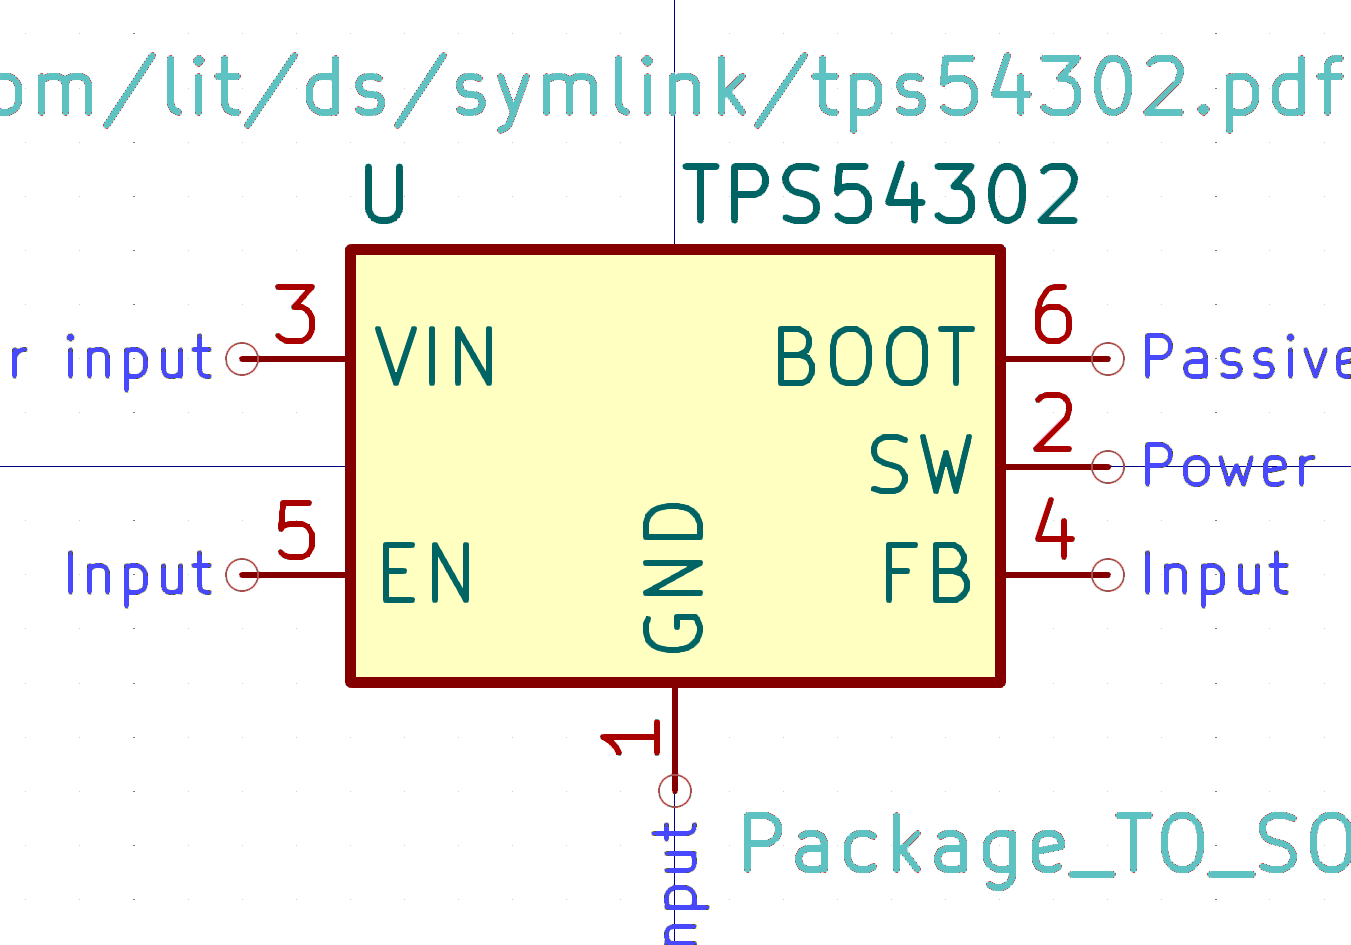 om/lit/ds/symlink/tps54302.pdf
U TPS54302
3 6
r input VIN BOOT Passive
2
SW Power
5 4
Input EN FB Input
GND
1
nput
Package_TO_SO